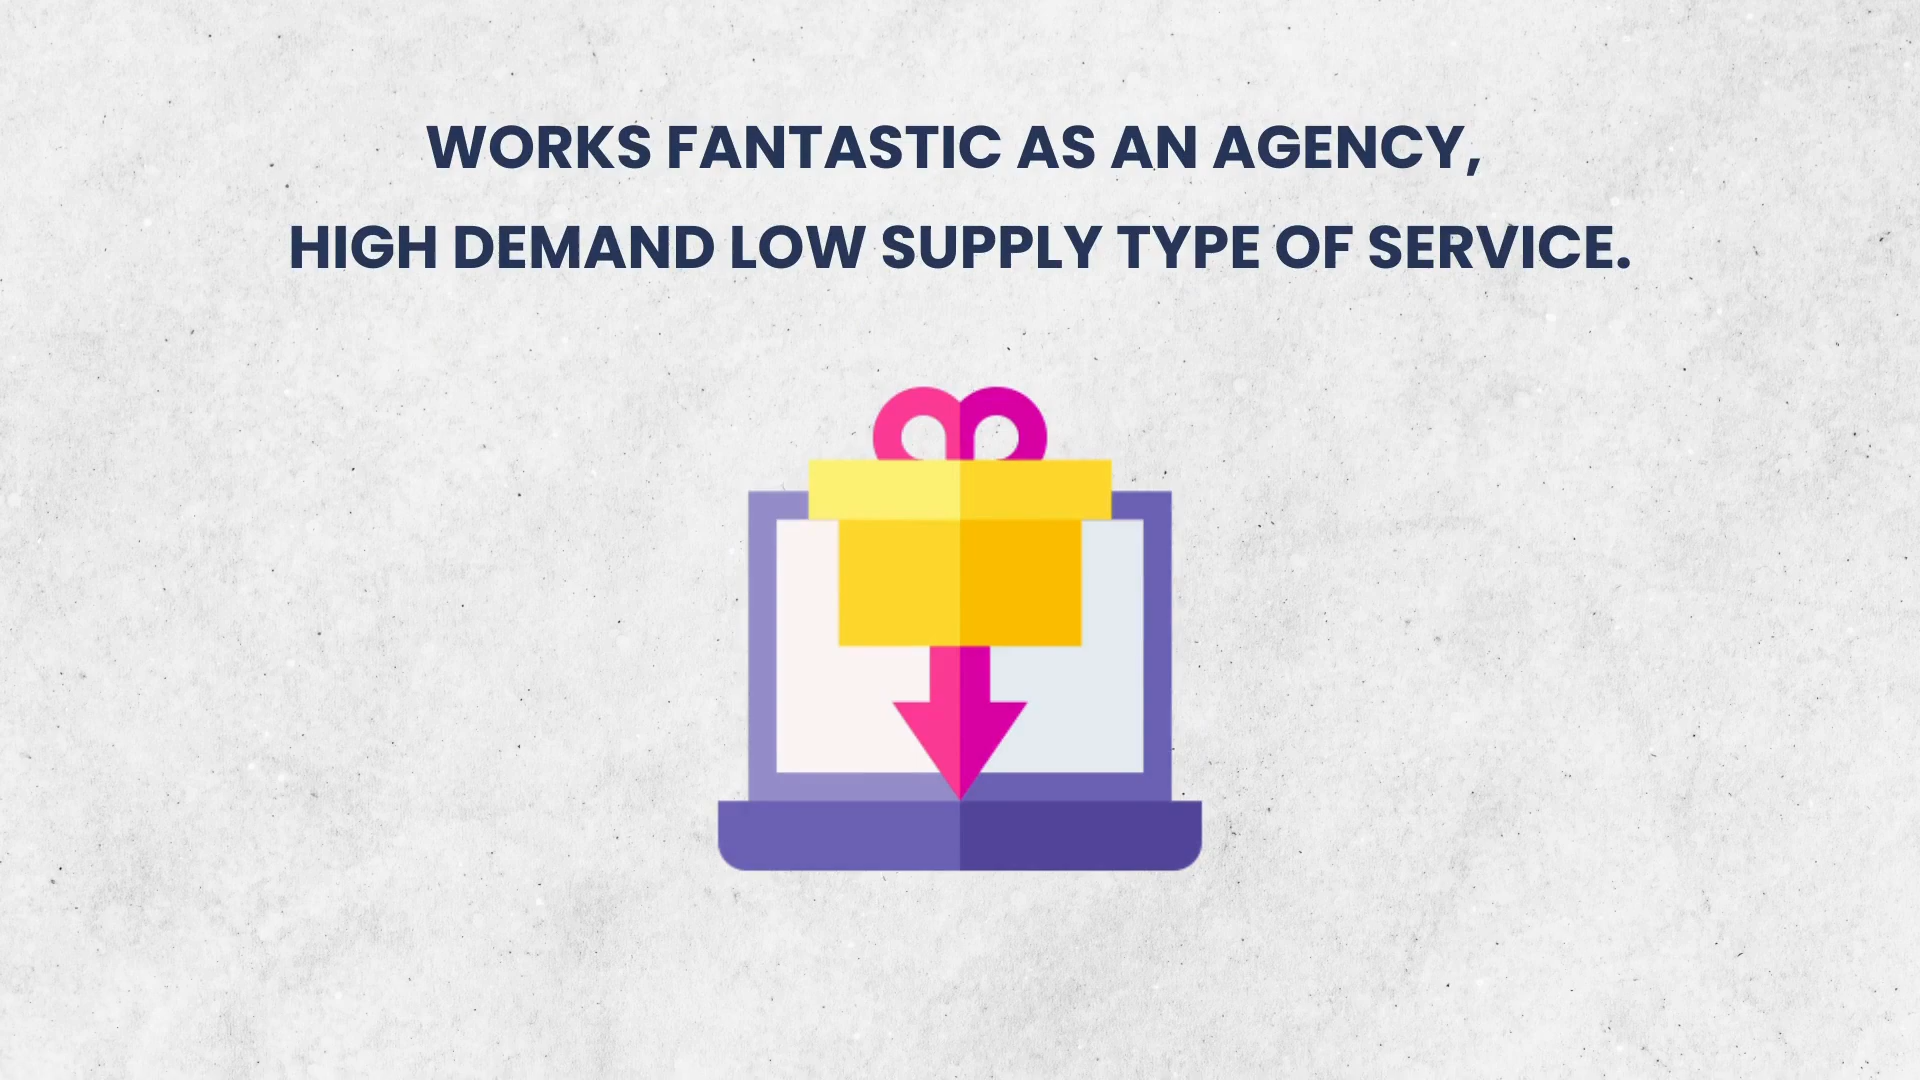 WORKS FANTASTIC AS AN AGENCY,
HIGH DEMAND LOW SUPPLY TYPE OF SERVICE.